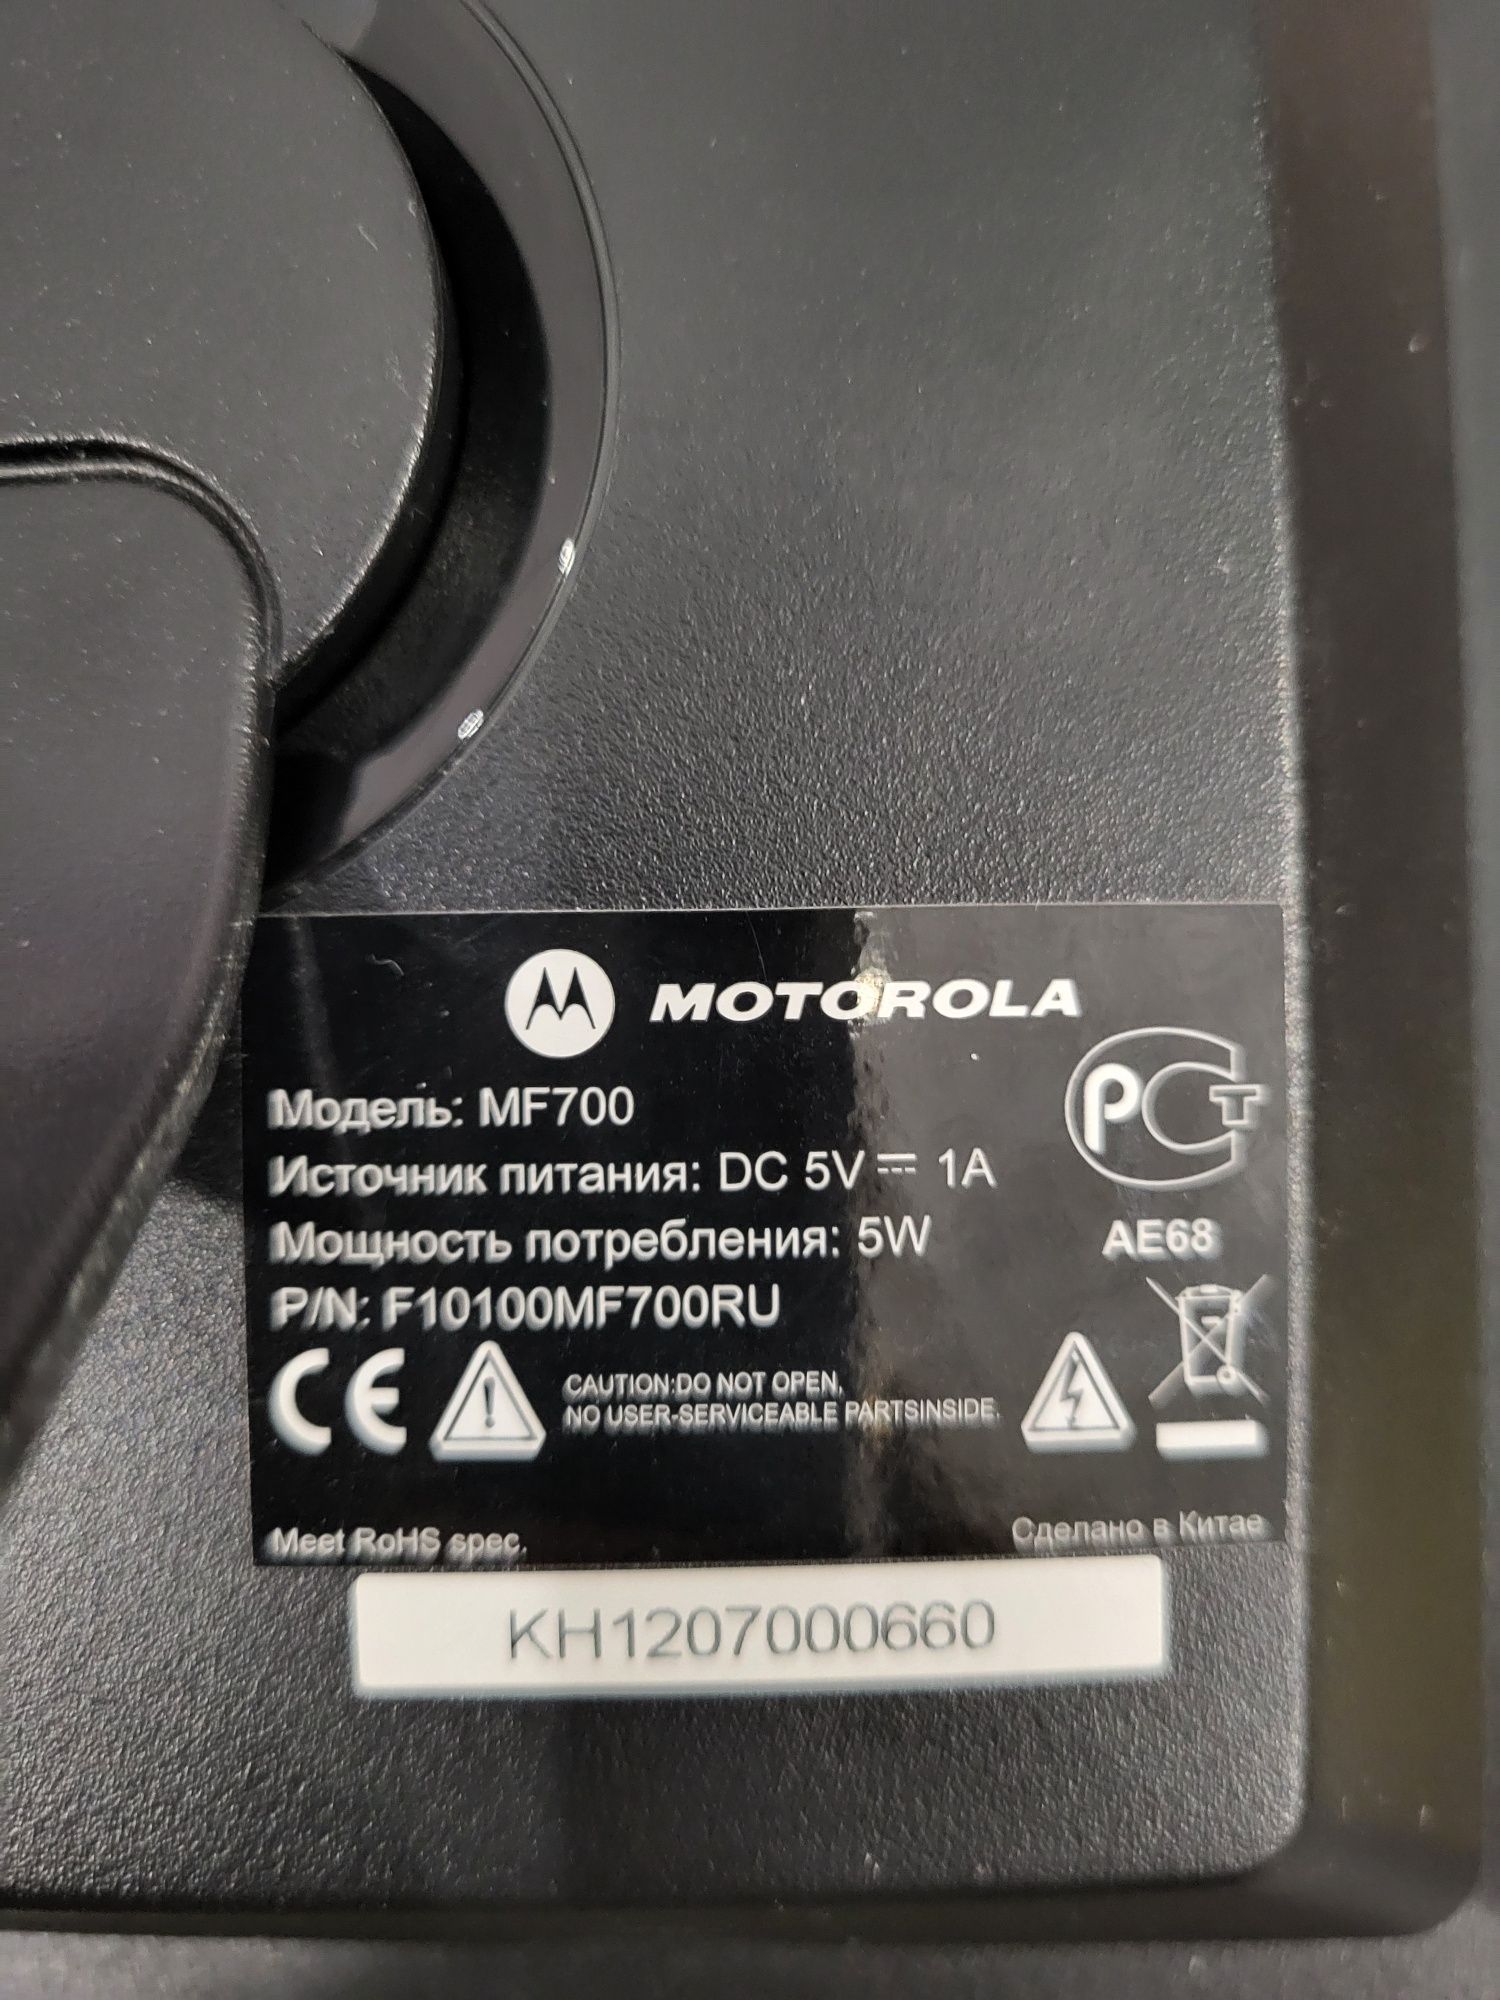 MOTOROLA
Модель: MF700
Источник питания: DC 5V⎓ 1A
Мощность потребления: 5W
P/N: F10100MF700RU
РСТ
AE68
CE
CAUTION:DO NOT OPEN,
NO USER-SERVICEABLE PARTSINSIDE.
Meet RoHS spec.
Сделано в Китае
KH1207000660